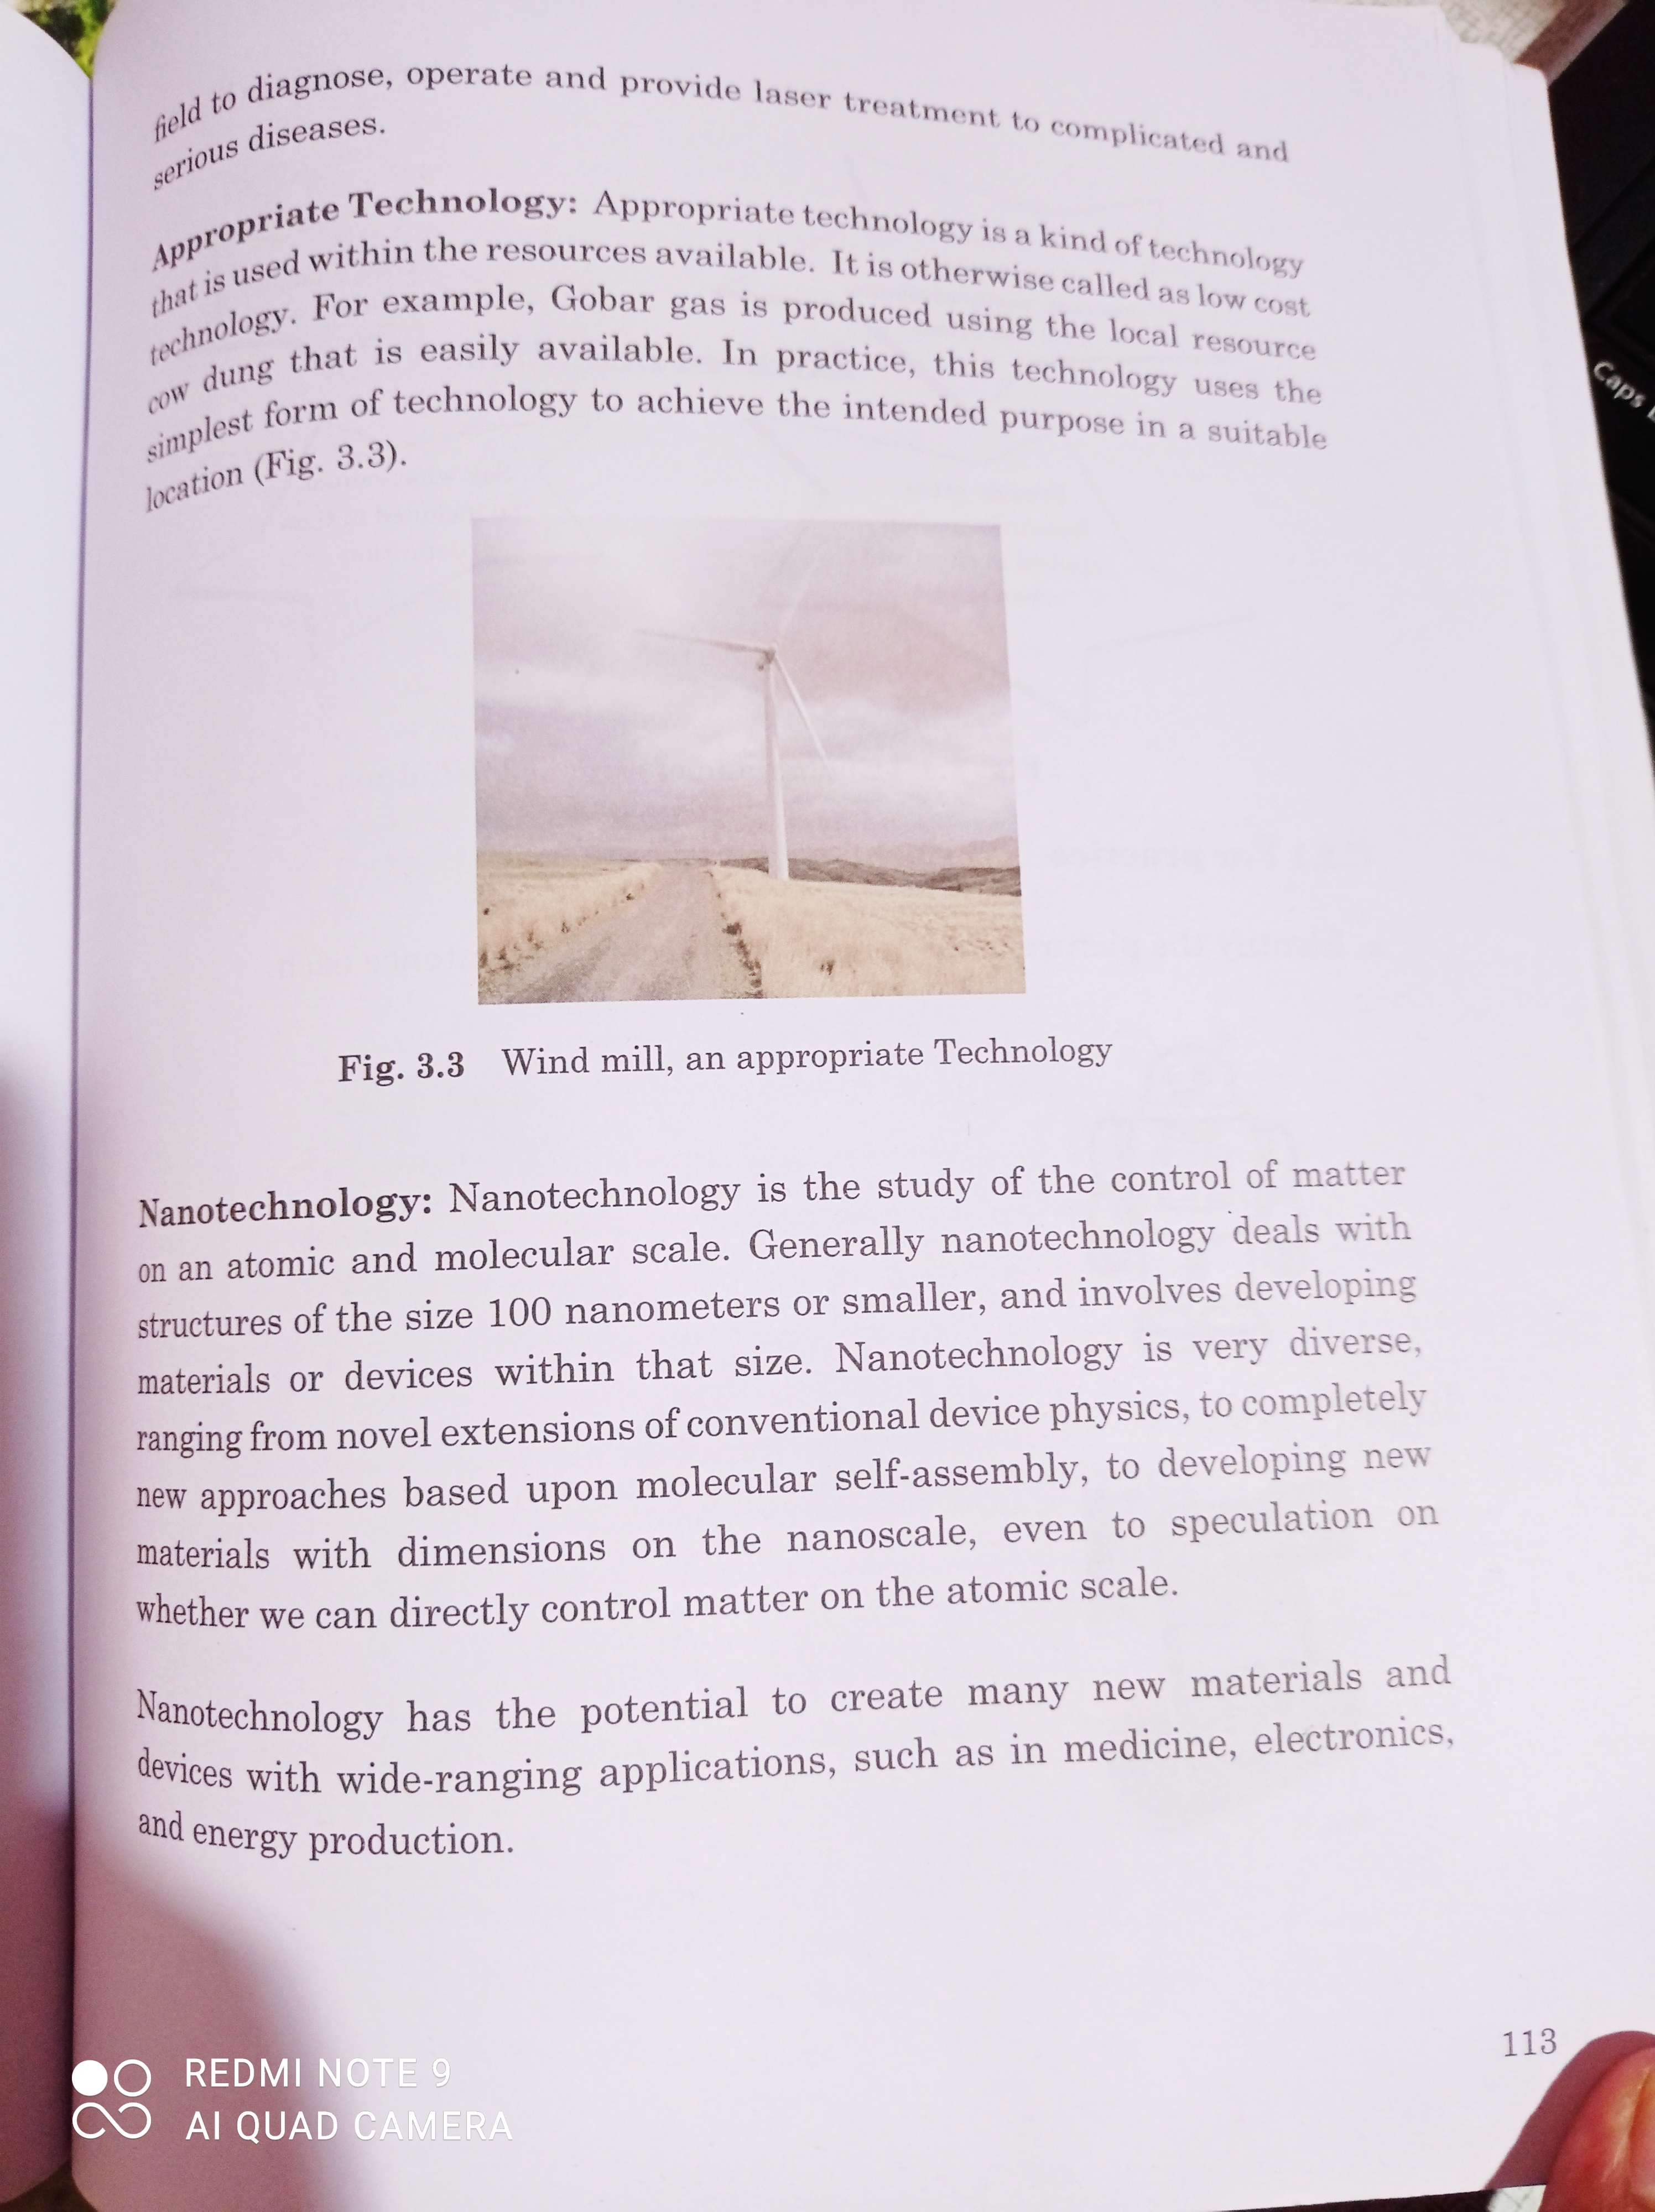 field to diagnose, operate and provide laser treatment to complicated and
serious diseases.
Appropriate Technology: Appropriate technology is a kind of technology
that is used within the resources available. It is otherwise called as low cost
technology. For example, Gobar gas is produced using the local resource
cow dung that is easily available. In practice, this technology uses the
simplest form of technology to achieve the intended purpose in a suitable
location (Fig. 3.3).
Fig. 3.3 Wind mill, an appropriate Technology
Nanotechnology: Nanotechnology is the study of the control of matter
on an atomic and molecular scale. Generally nanotechnology deals with
structures of the size 100 nanometers or smaller, and involves developing
materials or devices within that size. Nanotechnology is very diverse,
ranging from novel extensions of conventional device physics, to completely
new approaches based upon molecular self-assembly, to developing new
materials with dimensions on the nanoscale, even to speculation on
whether we can directly control matter on the atomic scale.
Nanotechnology has the potential to create many new materials and
devices with wide-ranging applications, such as in medicine, electronics,
and energy production.
113
Caps
REDMI NOTE 9
AI QUAD CAMERA